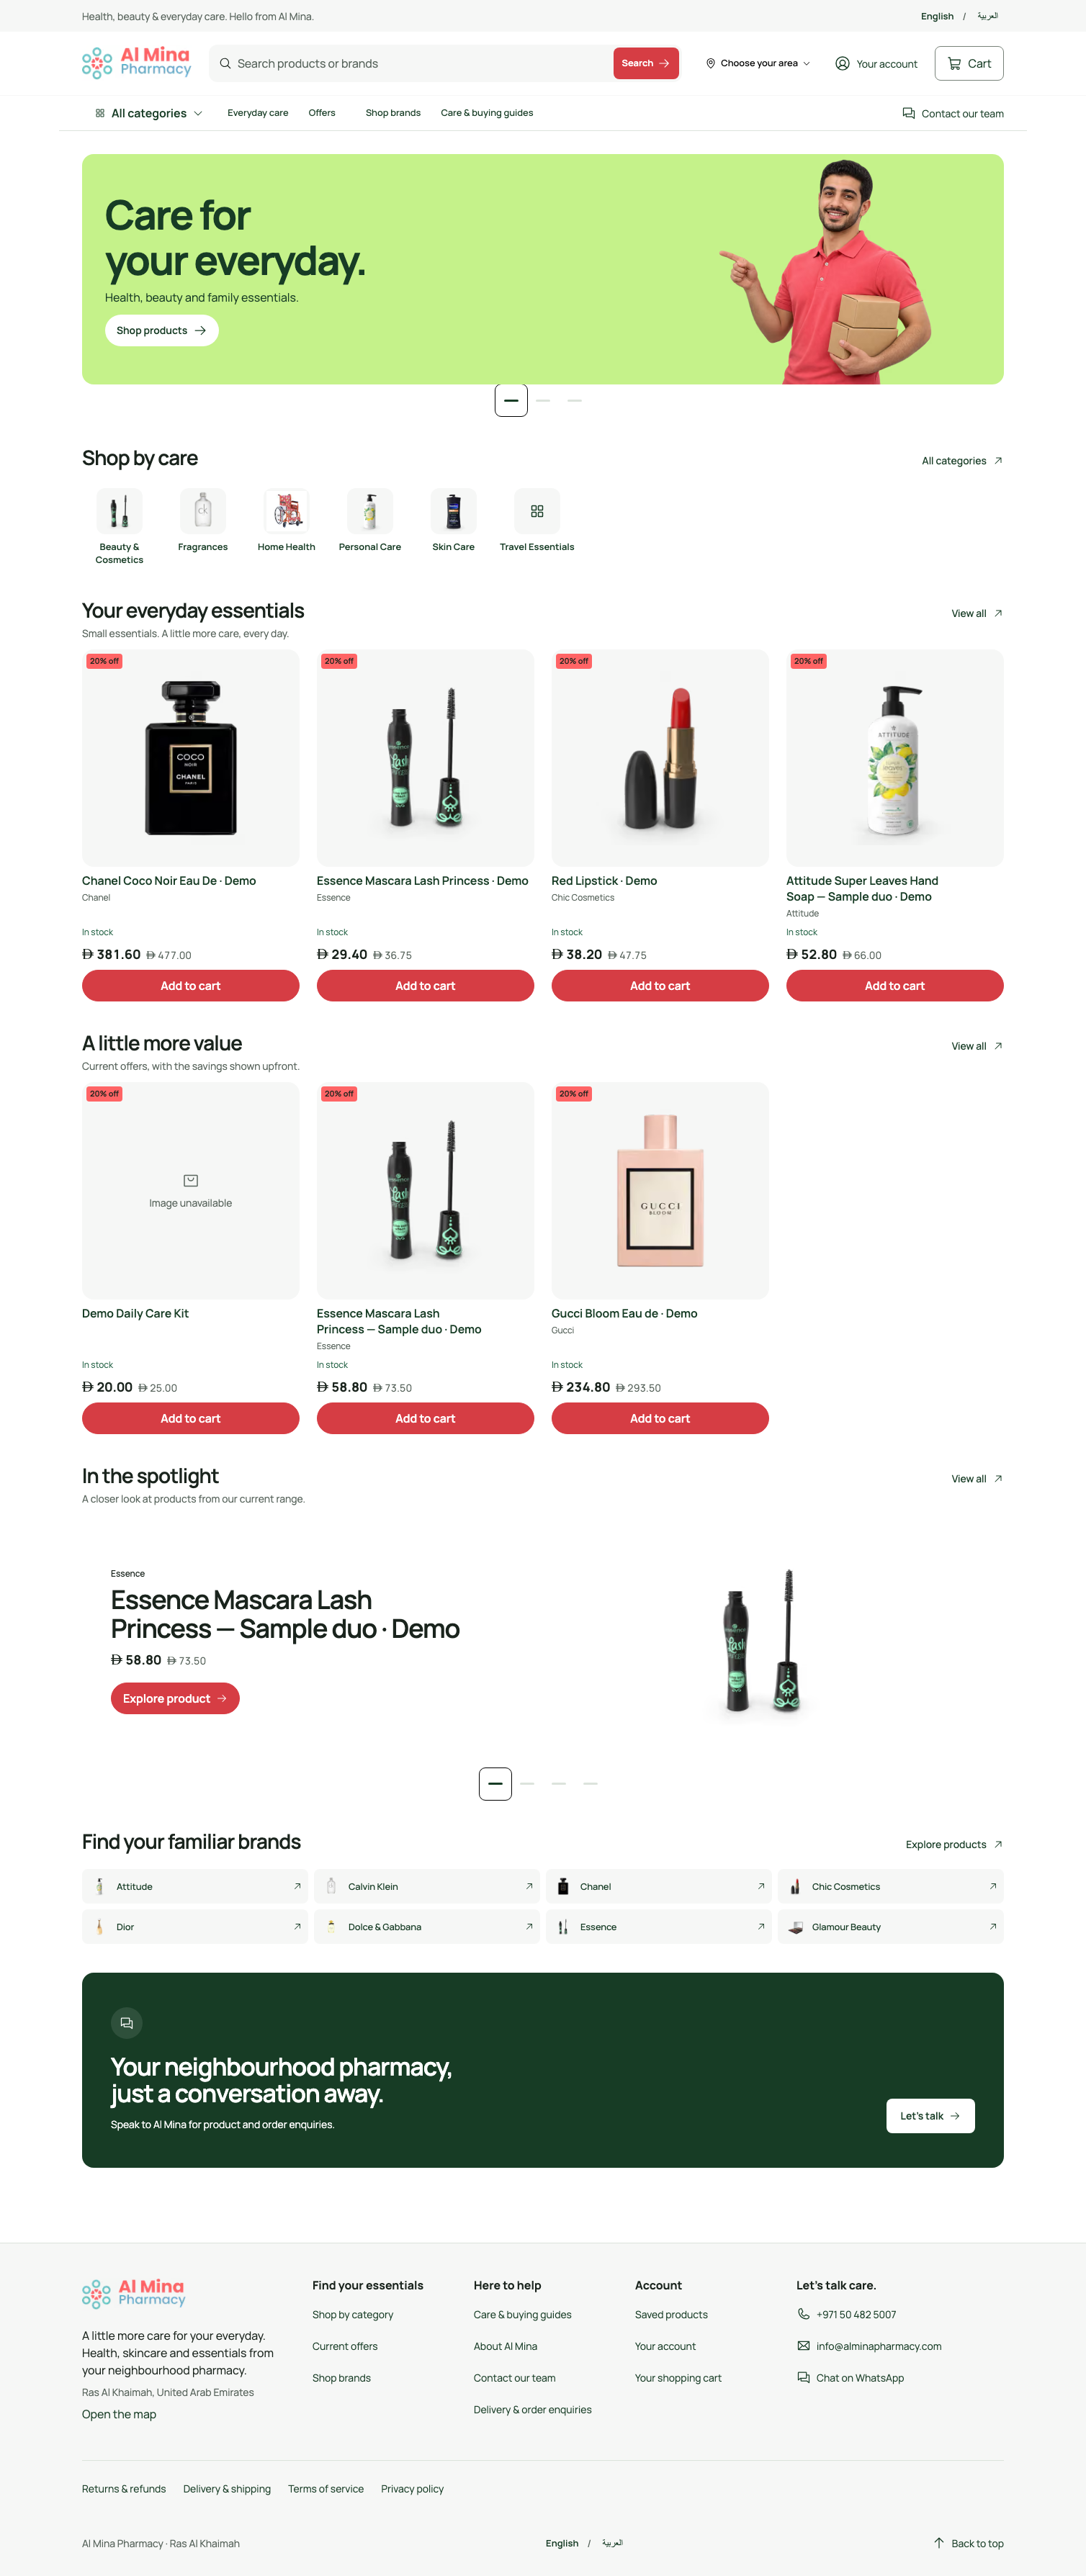 Health, beauty & everyday care. Hello from Al Mina.
English / العربية
Al Mina
Pharmacy
Search products or brands
Search
Choose your area
Your account
Cart
All categories
Everyday care
Offers
Shop brands
Care & buying guides
Contact our team
Care for
your everyday.
Health, beauty and family essentials.
Shop products
Shop by care
All categories
Beauty &
Cosmetics
Fragrances
Home Health
Personal Care
Skin Care
Travel Essentials
Your everyday essentials
View all
Small essentials. A little more care, every day.
20% off
20% off
20% off
20% off
COCO
NOIR
CHANEL
PARIS
essence
Lash
ATTITUDE
Chanel Coco Noir Eau De · Demo
Chanel
In stock
381.60 477.00
Add to cart
Essence Mascara Lash Princess · Demo
Essence
In stock
29.40 36.75
Add to cart
Red Lipstick · Demo
Chic Cosmetics
In stock
38.20 47.75
Add to cart
Attitude Super Leaves Hand
Soap — Sample duo · Demo
Attitude
In stock
52.80 66.00
Add to cart
A little more value
View all
Current offers, with the savings shown upfront.
20% off
20% off
20% off
Image unavailable
essence
Lash
GUCCI
BLOOM
Demo Daily Care Kit
In stock
20.00 25.00
Add to cart
Essence Mascara Lash
Princess — Sample duo · Demo
Essence
In stock
58.80 73.50
Add to cart
Gucci Bloom Eau de · Demo
Gucci
In stock
234.80 293.50
Add to cart
In the spotlight
View all
A closer look at products from our current range.
Essence
Essence Mascara Lash
Princess — Sample duo · Demo
58.80 73.50
Explore product
Lash
Find your familiar brands
Explore products
Attitude
Calvin Klein
Chanel
Chic Cosmetics
Dior
Dolce & Gabbana
Essence
Glamour Beauty
Your neighbourhood pharmacy,
just a conversation away.
Speak to Al Mina for product and order enquiries.
Let's talk
Al Mina
Pharmacy
A little more care for your everyday.
Health, skincare and essentials from
your neighbourhood pharmacy.
Ras Al Khaimah, United Arab Emirates
Open the map
Find your essentials
Shop by category
Current offers
Shop brands
Here to help
Care & buying guides
About Al Mina
Contact our team
Delivery & order enquiries
Account
Saved products
Your account
Your shopping cart
Let's talk care.
+971 50 482 5007
info@alminapharmacy.com
Chat on WhatsApp
Returns & refunds
Delivery & shipping
Terms of service
Privacy policy
Al Mina Pharmacy · Ras Al Khaimah
English / العربية
Back to top